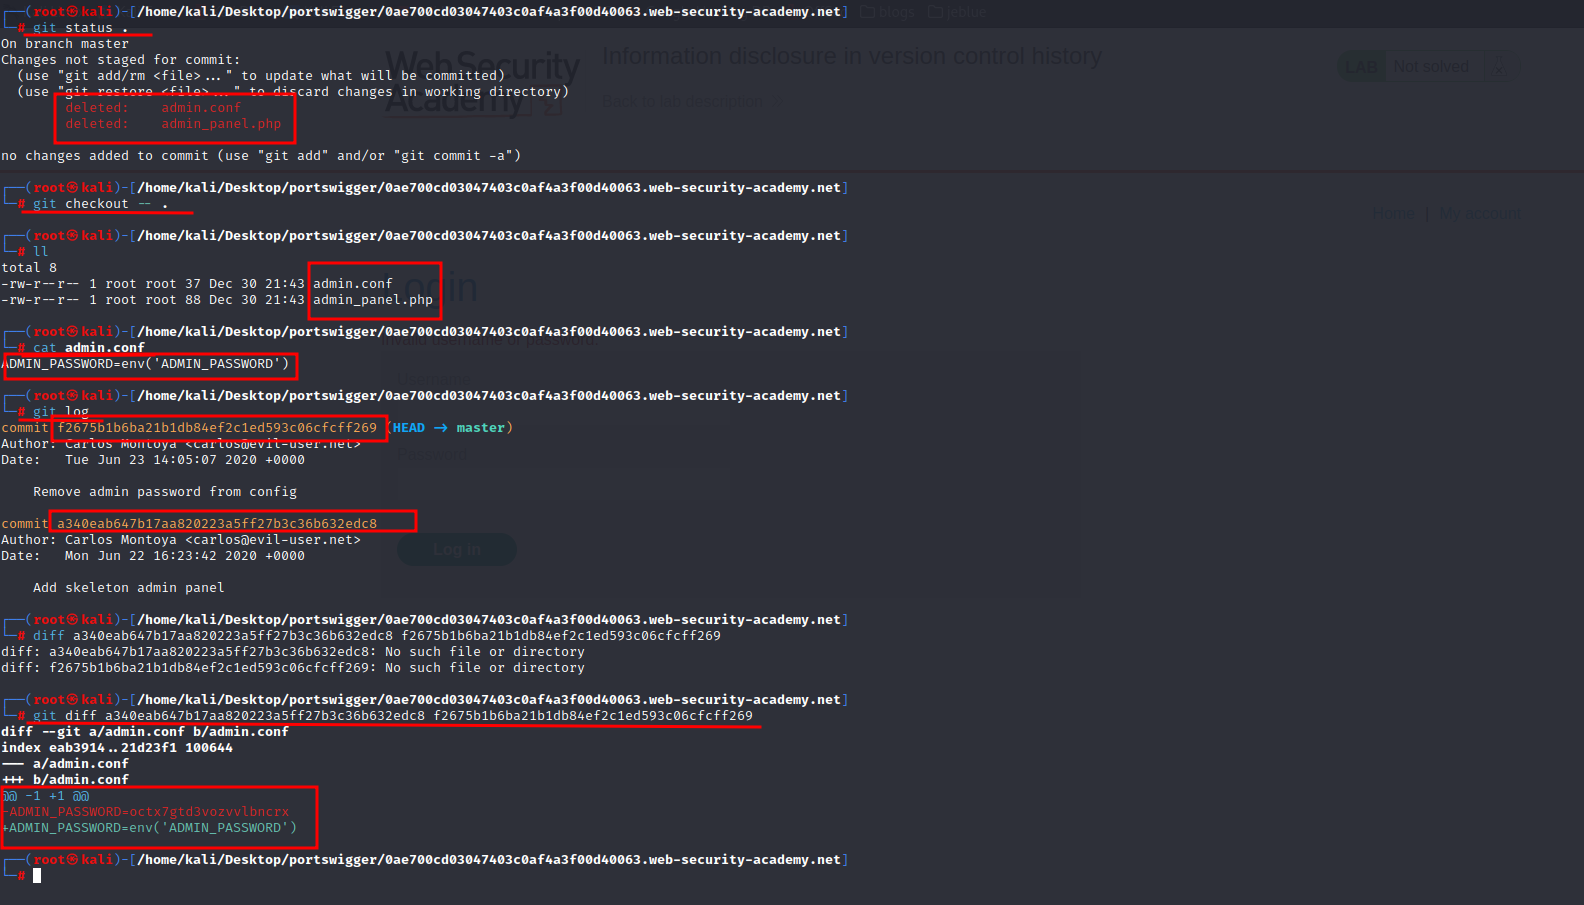 ┌──(root㉿kali)-[/home/kali/Desktop/portswigger/0ae700cd03047403c0af4a3f00d40063.web-security-academy.net]
└─# git status .
On branch master
Changes not staged for commit:
  (use "git add/rm <file>..." to update what will be committed)
  (use "git restore <file>..." to discard changes in working directory)
        deleted:    admin.conf
        deleted:    admin_panel.php
no changes added to commit (use "git add" and/or "git commit -a")
blogs
jeblue
Web Security
Academy
Information disclosure in version control history
Back to lab description
LAB Not solved
┌──(root㉿kali)-[/home/kali/Desktop/portswigger/0ae700cd03047403c0af4a3f00d40063.web-security-academy.net]
└─# git checkout -- .
Home | My account
┌──(root㉿kali)-[/home/kali/Desktop/portswigger/0ae700cd03047403c0af4a3f00d40063.web-security-academy.net]
└─# ll
total 8
-rw-r--r-- 1 root root 37 Dec 30 21:43 admin.conf
-rw-r--r-- 1 root root 88 Dec 30 21:43 admin_panel.php
Login
┌──(root㉿kali)-[/home/kali/Desktop/portswigger/0ae700cd03047403c0af4a3f00d40063.web-security-academy.net]
└─# cat admin.conf
Invalid username or password.
ADMIN_PASSWORD=env('ADMIN_PASSWORD')
┌──(root㉿kali)-[/home/kali/Desktop/portswigger/0ae700cd03047403c0af4a3f00d40063.web-security-academy.net]
└─# git log
commit f2675b1b6ba21b1db84ef2c1ed593c06cfcff269 (HEAD -> master)
Author: Carlos Montoya <carlos@evil-user.net>
Date:   Tue Jun 23 14:05:07 2020 +0000
Password
    Remove admin password from config
commit a340eab647b17aa820223a5ff27b3c36b632edc8
Author: Carlos Montoya <carlos@evil-user.net>
Date:   Mon Jun 22 16:23:42 2020 +0000
Log in
    Add skeleton admin panel
┌──(root㉿kali)-[/home/kali/Desktop/portswigger/0ae700cd03047403c0af4a3f00d40063.web-security-academy.net]
└─# diff a340eab647b17aa820223a5ff27b3c36b632edc8 f2675b1b6ba21b1db84ef2c1ed593c06cfcff269
diff: a340eab647b17aa820223a5ff27b3c36b632edc8: No such file or directory
diff: f2675b1b6ba21b1db84ef2c1ed593c06cfcff269: No such file or directory
┌──(root㉿kali)-[/home/kali/Desktop/portswigger/0ae700cd03047403c0af4a3f00d40063.web-security-academy.net]
└─# git diff a340eab647b17aa820223a5ff27b3c36b632edc8 f2675b1b6ba21b1db84ef2c1ed593c06cfcff269
diff --git a/admin.conf b/admin.conf
index eab3914..21d23f1 100644
--- a/admin.conf
+++ b/admin.conf
@@ -1 +1 @@
-ADMIN_PASSWORD=octx7gtd3vozvvlbncrx
+ADMIN_PASSWORD=env('ADMIN_PASSWORD')
┌──(root㉿kali)-[/home/kali/Desktop/portswigger/0ae700cd03047403c0af4a3f00d40063.web-security-academy.net]
└─#